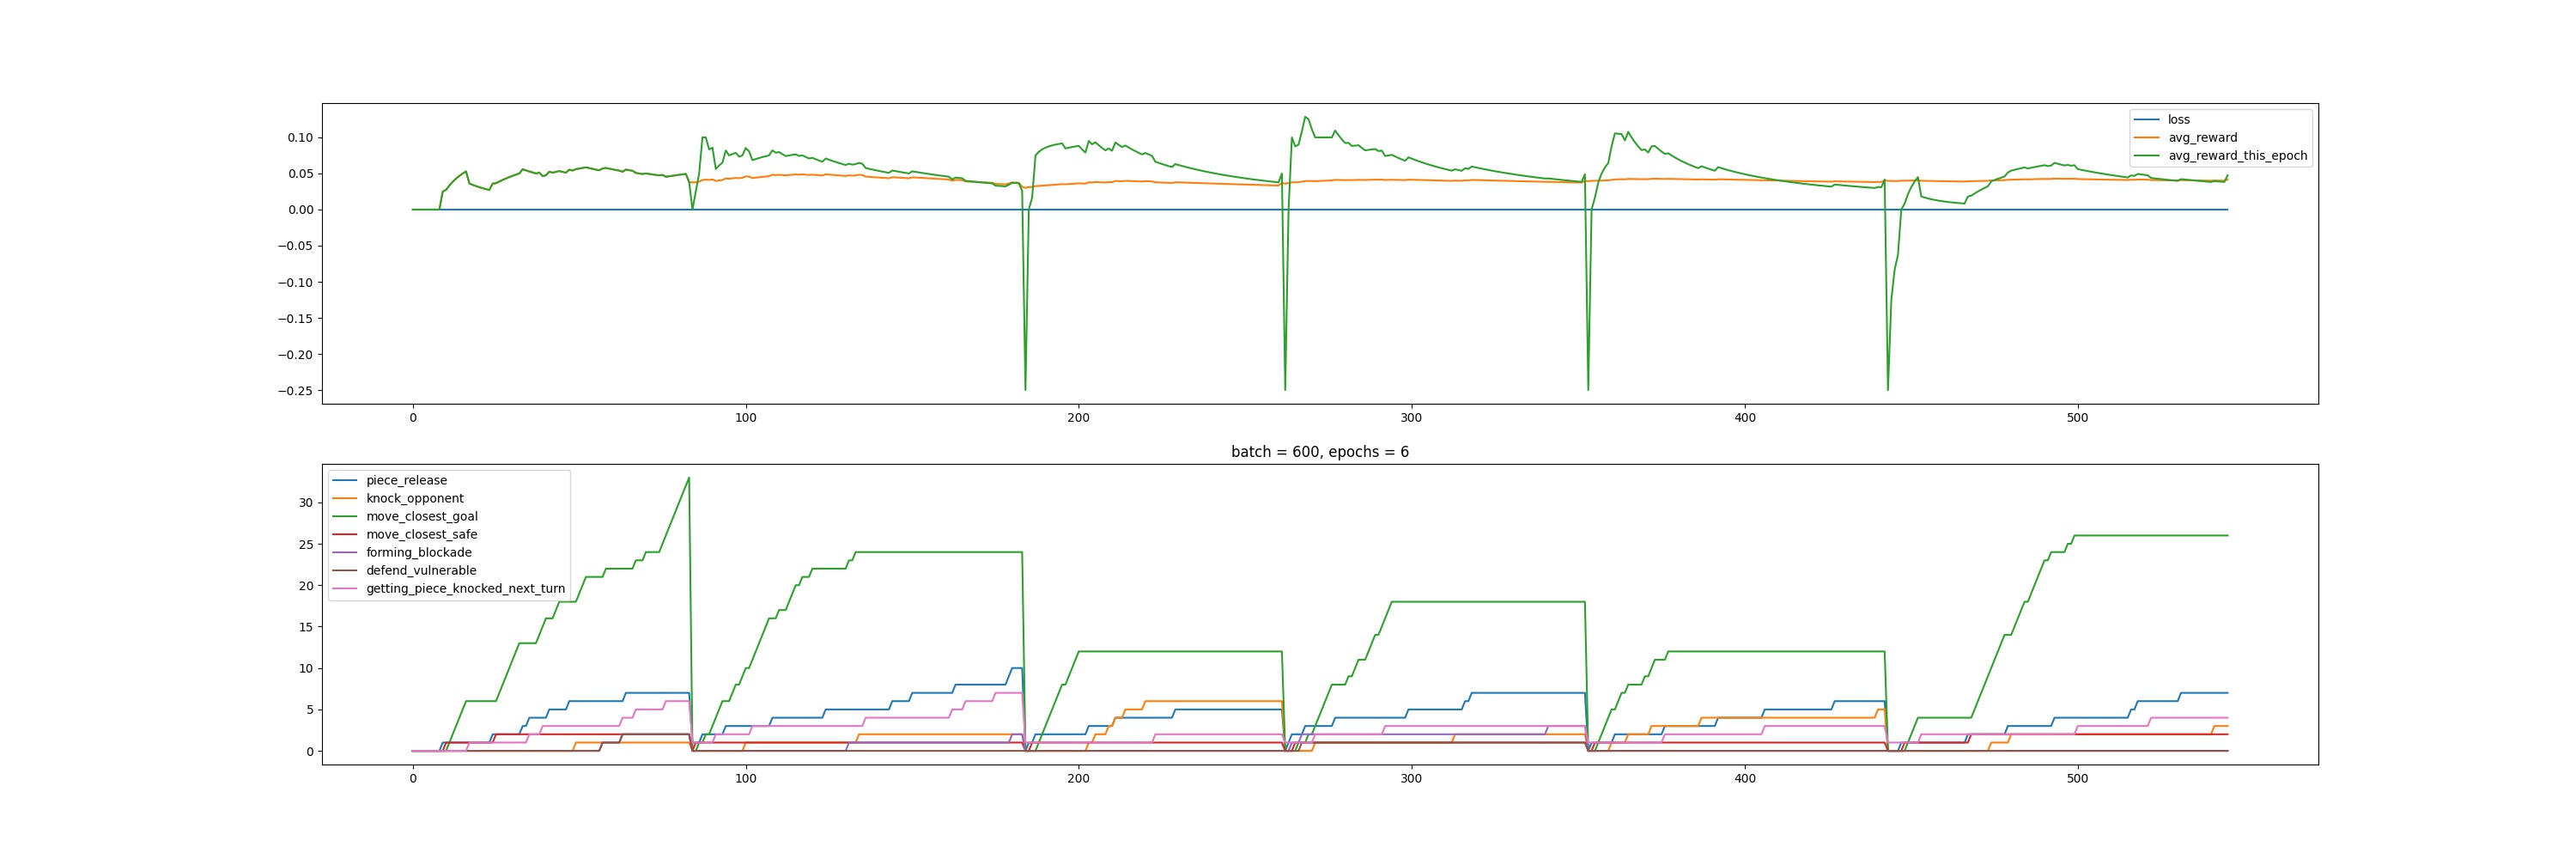 0.10
0.05
0.00
−0.05
−0.10
−0.15
−0.20
−0.25
loss
avg_reward
avg_reward_this_epoch
0 100 200 300 400 500
batch = 600, epochs = 6
30
25
20
15
10
5
0
piece_release
knock_opponent
move_closest_goal
move_closest_safe
forming_blockade
defend_vulnerable
getting_piece_knocked_next_turn
0 100 200 300 400 500